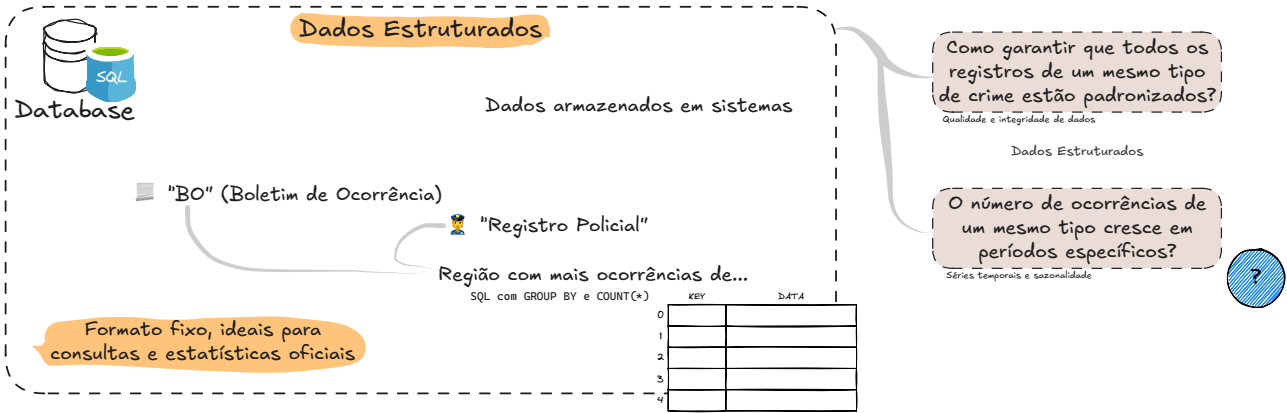 Dados Estruturados
SQL
Database
Dados armazenados em sistemas
"BO" (Boletim de Ocorrência)
"Registro Policial"
Região com mais ocorrências de...
SQL com GROUP BY e COUNT(*)
KEY DATA
0
1
2
3
4
Formato fixo, ideais para
consultas e estatísticas oficiais
Como garantir que todos os
registros de um mesmo tipo
de crime estão padronizados?
Qualidade e integridade de dados
Dados Estruturados
O número de ocorrências de
um mesmo tipo cresce em
períodos específicos?
Séries temporais e sazonalidade
?